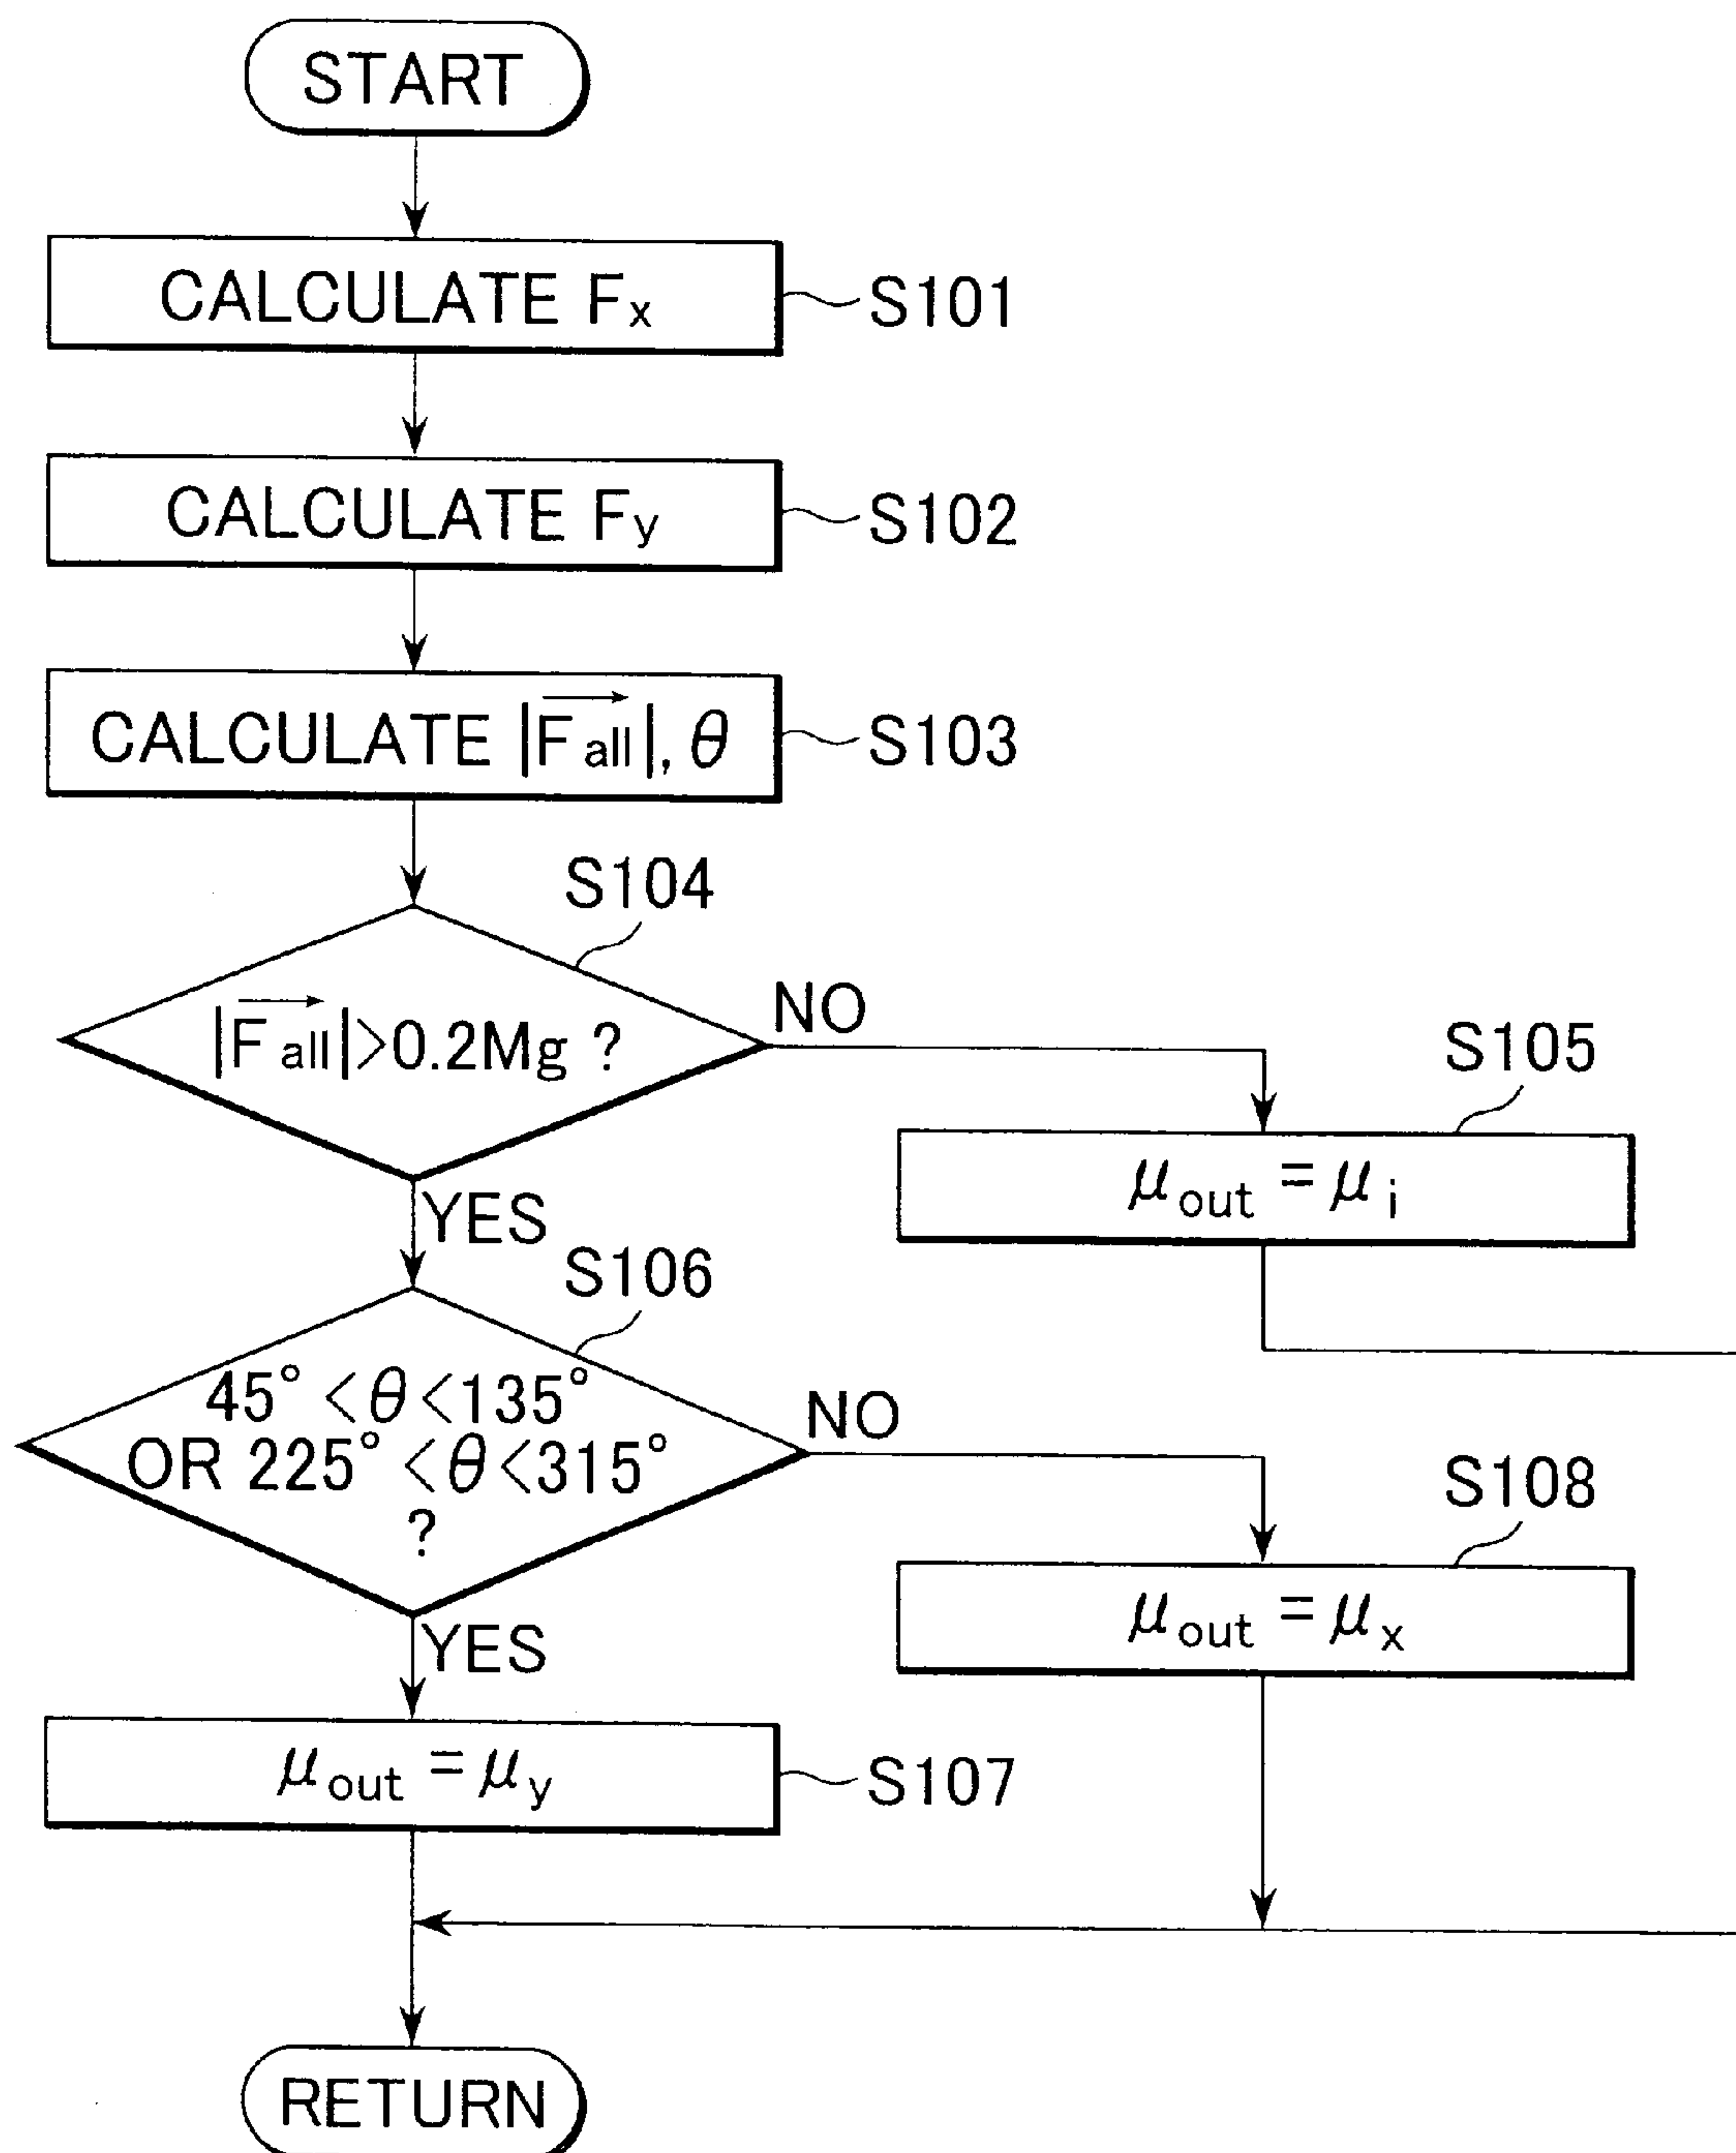 START
CALCULATE Fx
S101
CALCULATE Fy
S102
CALCULATE |F⃗all|, θ
S103
S104
|F⃗all|>0.2Mg ?
NO
S105
μout = μi
YES
S106
45°<θ<135°
OR 225°<θ<315°
?
NO
S108
μout = μx
YES
μout = μy
S107
RETURN